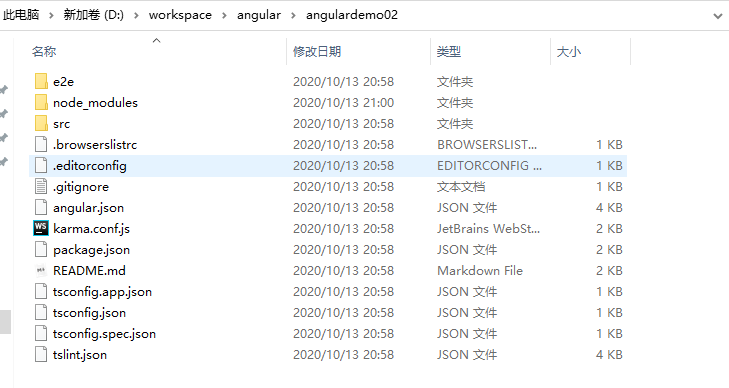 此电脑 › 新加卷 (D:) › workspace › angular › angulardemo02
名称 修改日期 类型 大小
e2e 2020/10/13 20:58 文件夹
node_modules 2020/10/13 21:00 文件夹
src 2020/10/13 20:58 文件夹
.browserslistrc 2020/10/13 20:58 BROWSERSLIST... 1 KB
.editorconfig 2020/10/13 20:58 EDITORCONFIG ... 1 KB
.gitignore 2020/10/13 20:58 文本文档 1 KB
angular.json 2020/10/13 20:58 JSON 文件 4 KB
WS karma.conf.js 2020/10/13 20:58 JetBrains WebSt... 2 KB
package.json 2020/10/13 20:58 JSON 文件 2 KB
README.md 2020/10/13 20:58 Markdown File 2 KB
tsconfig.app.json 2020/10/13 20:58 JSON 文件 1 KB
tsconfig.json 2020/10/13 20:58 JSON 文件 1 KB
tsconfig.spec.json 2020/10/13 20:58 JSON 文件 1 KB
tslint.json 2020/10/13 20:58 JSON 文件 4 KB